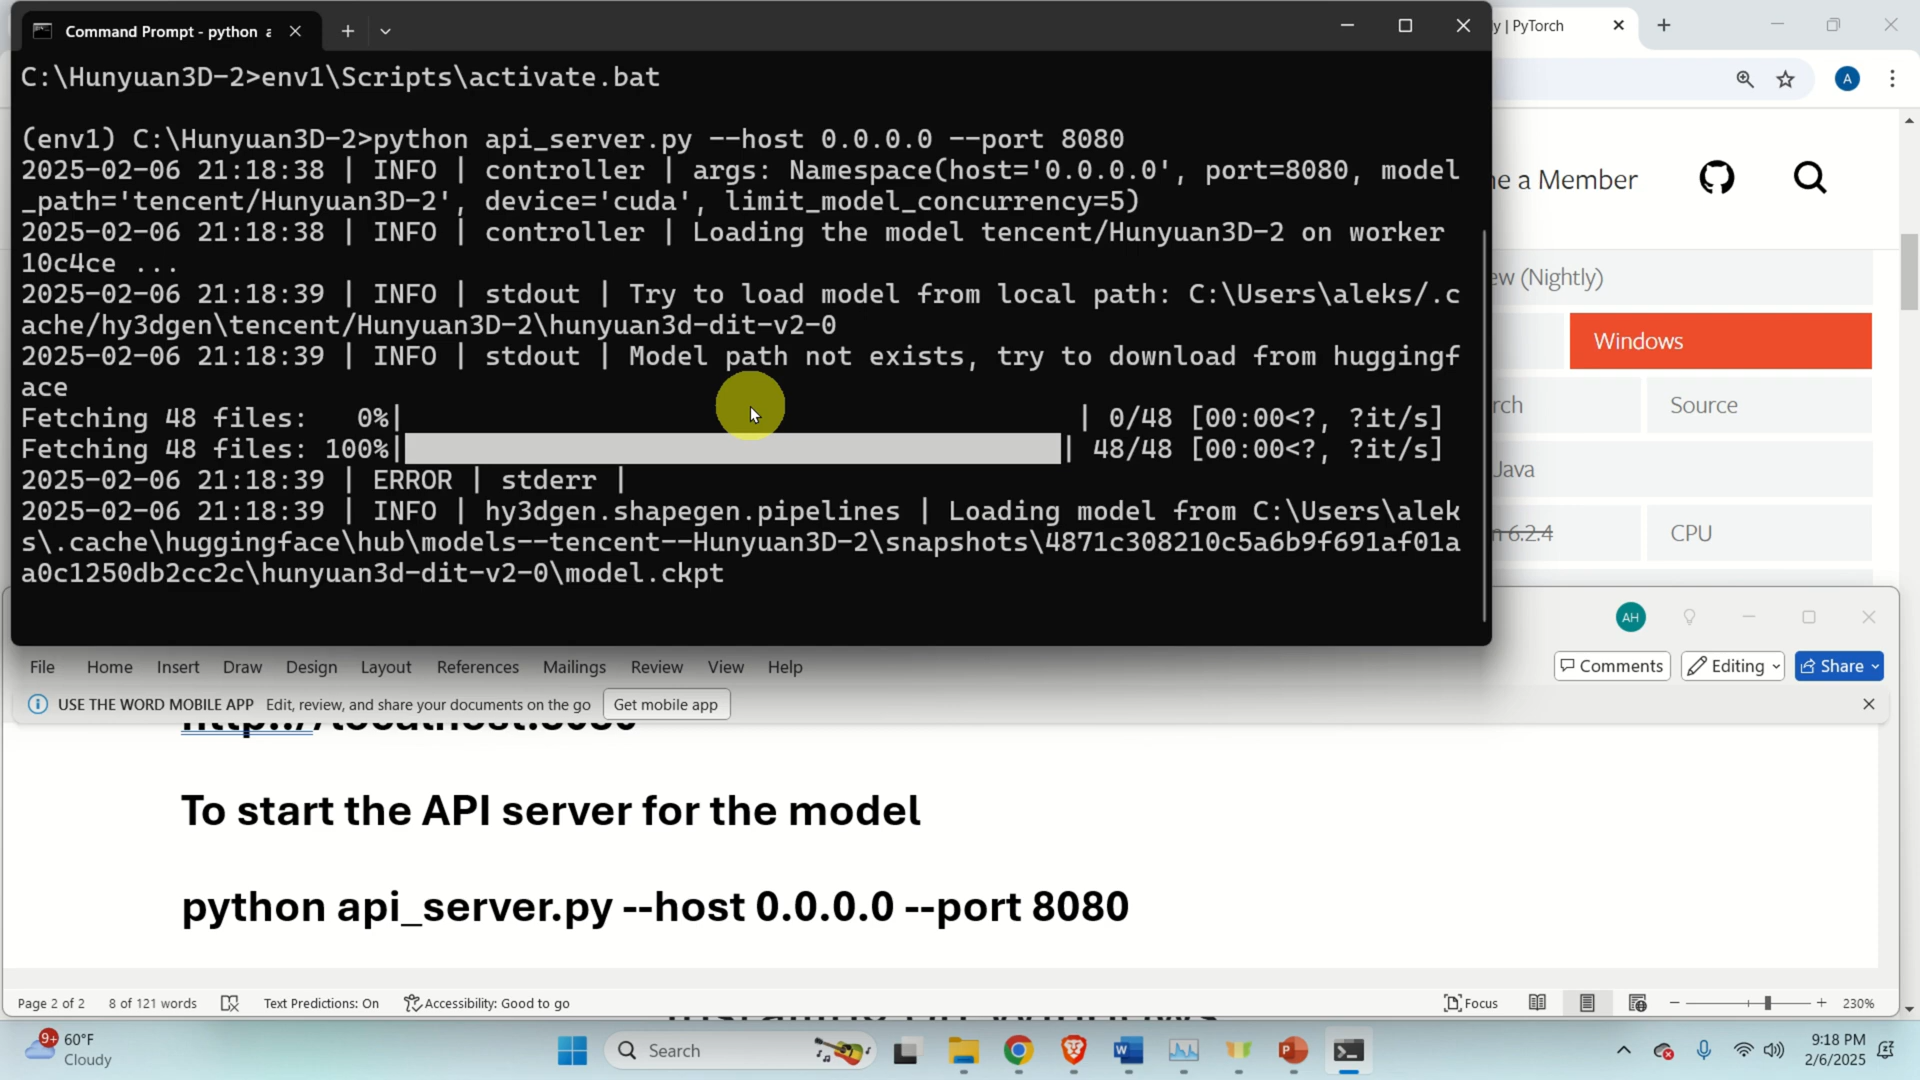 Command Prompt - python a
y | PyTorch
C:\Hunyuan3D-2>env1\Scripts\activate.bat
A
(env1) C:\Hunyuan3D-2>python api_server.py --host 0.0.0.0 --port 8080
2025-02-06 21:18:38 | INFO | controller | args: Namespace(host='0.0.0.0', port=8080, model
_path='tencent/Hunyuan3D-2', device='cuda', limit_model_concurrency=5)
2025-02-06 21:18:38 | INFO | controller | Loading the model tencent/Hunyuan3D-2 on worker
10c4ce ...
2025-02-06 21:18:39 | INFO | stdout | Try to load model from local path: C:\Users\aleks/.c
ache/hy3dgen\tencent/Hunyuan3D-2\hunyuan3d-dit-v2-0
2025-02-06 21:18:39 | INFO | stdout | Model path not exists, try to download from huggingf
ace
Fetching 48 files:   0%| | 0/48 [00:00<?, ?it/s]
Fetching 48 files: 100%| | 48/48 [00:00<?, ?it/s]
2025-02-06 21:18:39 | ERROR | stderr |
2025-02-06 21:18:39 | INFO | hy3dgen.shapegen.pipelines | Loading model from C:\Users\alek
s\.cache\huggingface\hub\models--tencent--Hunyuan3D-2\snapshots\4871c308210c5a6b9f691af01a
a0c1250db2cc2c\hunyuan3d-dit-v2-0\model.ckpt
e a Member
ew (Nightly)
Windows
rch Source
Java
6.2.4 CPU
AH
File Home Insert Draw Design Layout References Mailings Review View Help Comments Editing Share
USE THE WORD MOBILE APP Edit, review, and share your documents on the go Get mobile app
http://localhost:8080
To start the API server for the model
python api_server.py --host 0.0.0.0 --port 8080
Page 2 of 2 8 of 121 words Text Predictions: On Accessibility: Good to go Focus 230%
9+ 60°F
Cloudy
Search
9:18 PM
2/6/2025